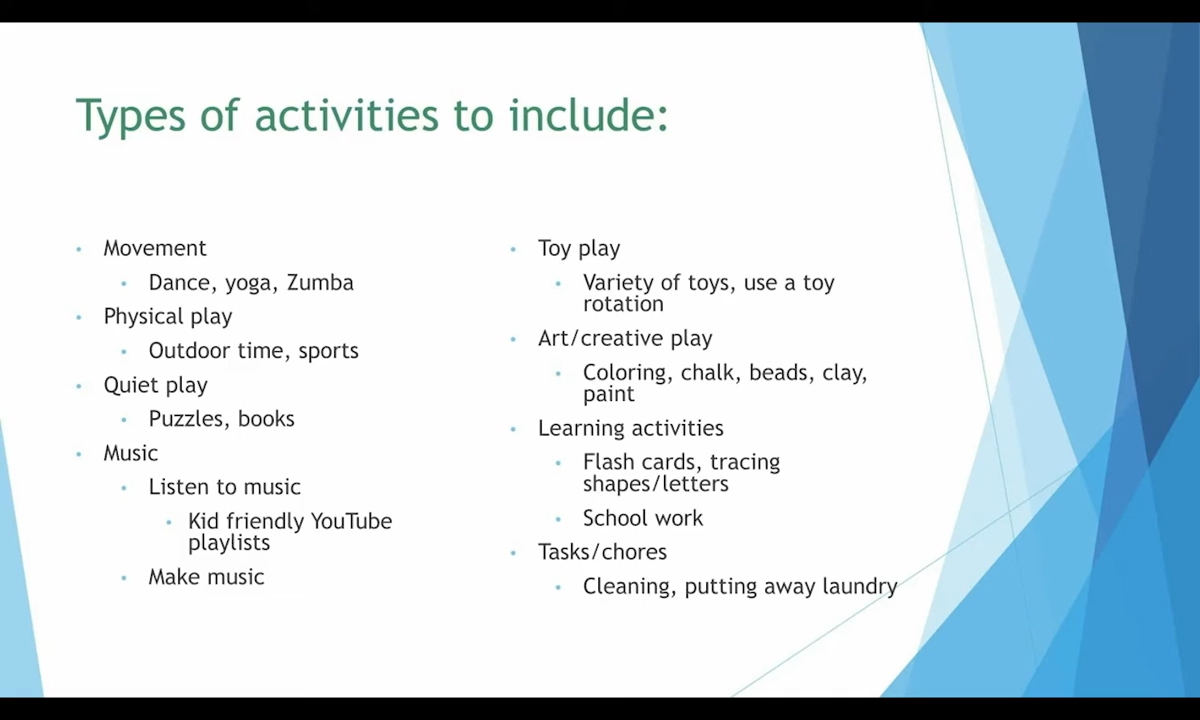 Types of activities to include:
• Movement
• Dance, yoga, Zumba
• Physical play
• Outdoor time, sports
• Quiet play
• Puzzles, books
• Music
• Listen to music
• Kid friendly YouTube
playlists
• Make music
• Toy play
• Variety of toys, use a toy
rotation
• Art/creative play
• Coloring, chalk, beads, clay,
paint
• Learning activities
• Flash cards, tracing
shapes/letters
• School work
• Tasks/chores
• Cleaning, putting away laundry